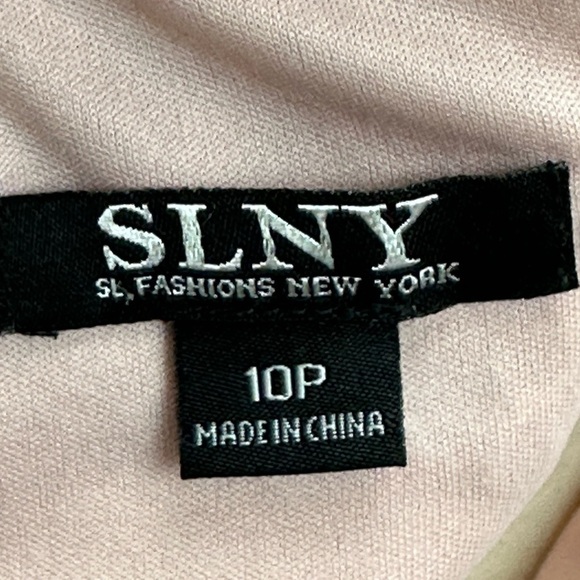 SLNY
SL, FASHIONS NEW YORK
10P
MADE IN CHINA